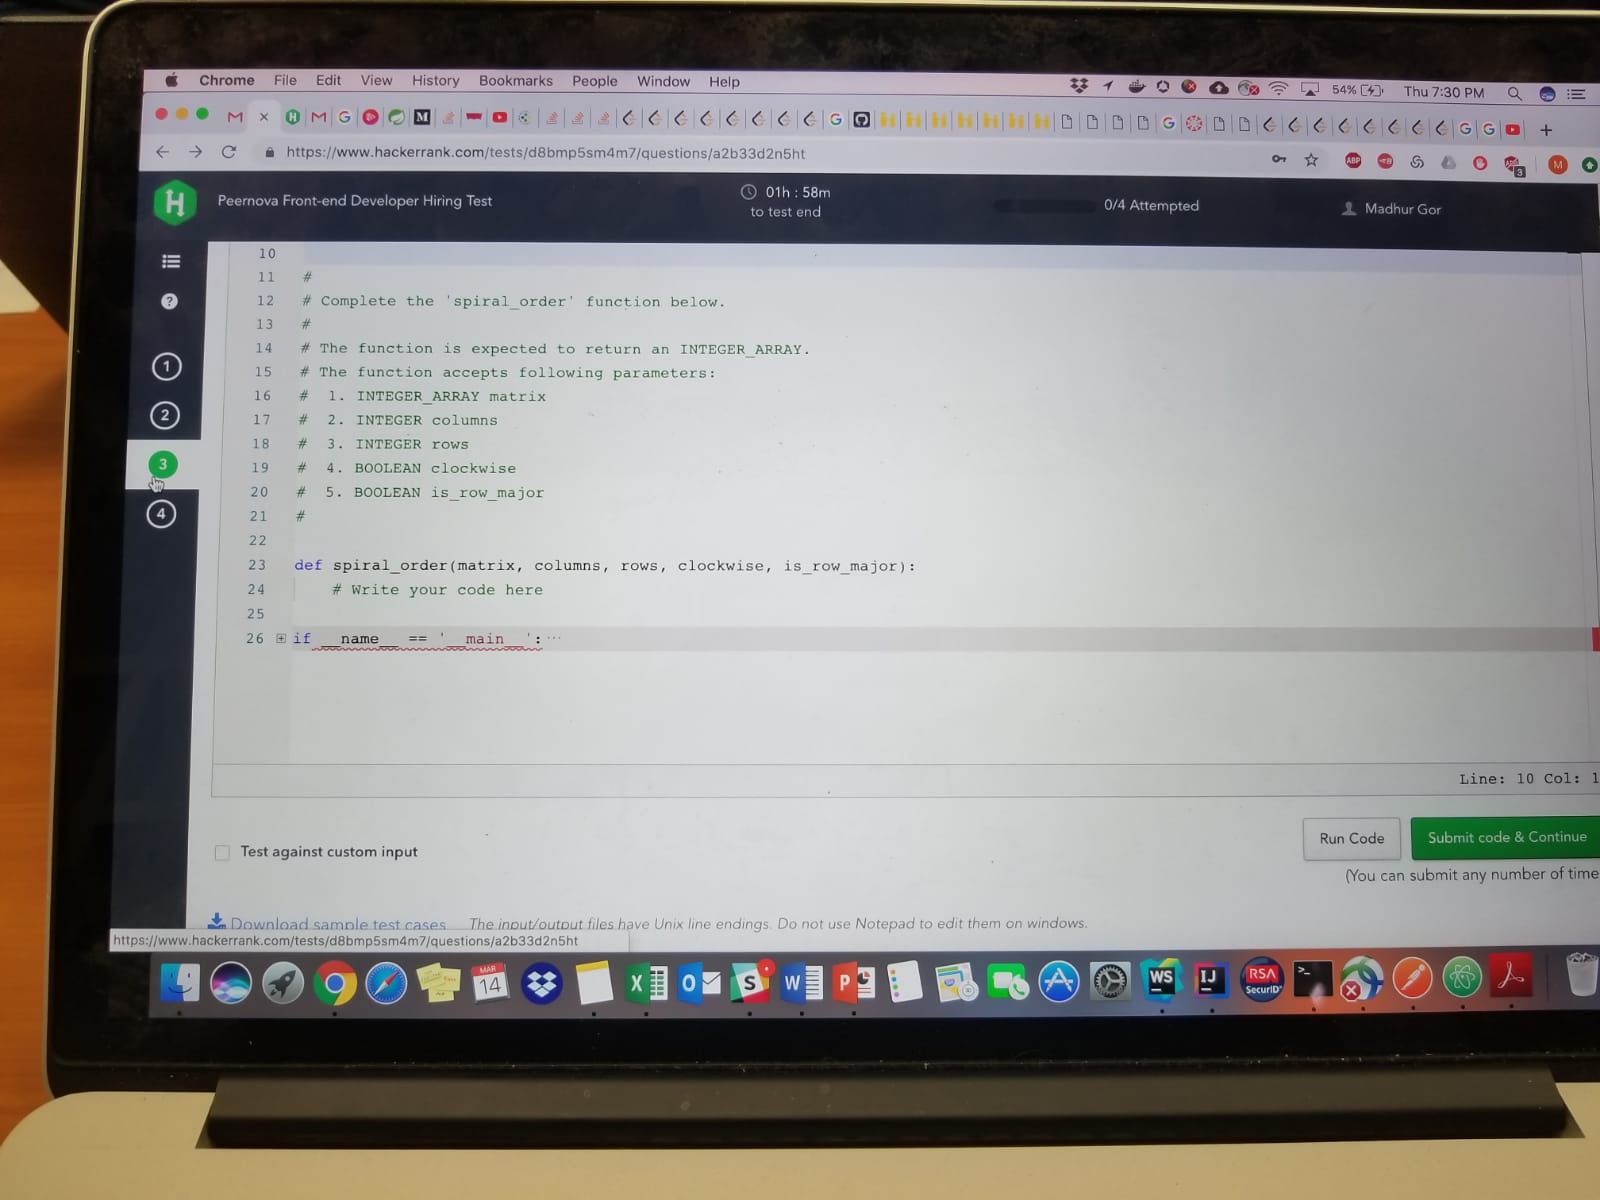 Chrome File Edit View History Bookmarks People Window Help 54% Thu 7:30 PM
https://www.hackerrank.com/tests/d8bmp5sm4m7/questions/a2b33d2n5ht
Peernova Front-end Developer Hiring Test
01h : 58m
to test end
0/4 Attempted
Madhur Gor
10
11 #
12 # Complete the 'spiral_order' function below.
13 #
14 # The function is expected to return an INTEGER_ARRAY.
15 # The function accepts following parameters:
16 # 1. INTEGER_ARRAY matrix
17 # 2. INTEGER columns
18 # 3. INTEGER rows
19 # 4. BOOLEAN clockwise
20 # 5. BOOLEAN is_row_major
21 #
22
23 def spiral_order(matrix, columns, rows, clockwise, is_row_major):
24 # Write your code here
25
26 if __name__ == '__main__': ...
1
2
3
4
Line: 10 Col: 1
Test against custom input
Run Code
Submit code & Continue
(You can submit any number of time
Download sample test cases The input/output files have Unix line endings. Do not use Notepad to edit them on windows.
https://www.hackerrank.com/tests/d8bmp5sm4m7/questions/a2b33d2n5ht
MAR
14
WS
IJ
RSA
SecurID